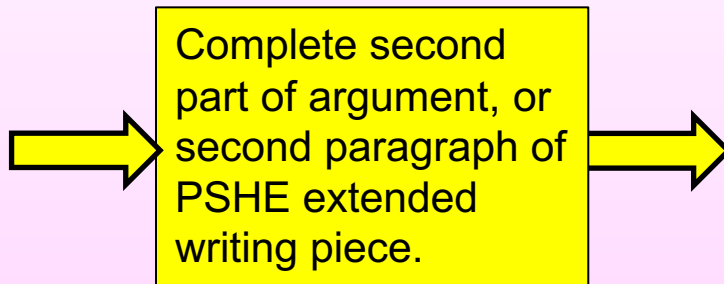 Complete second
part of argument, or
second paragraph of
PSHE extended
writing piece.